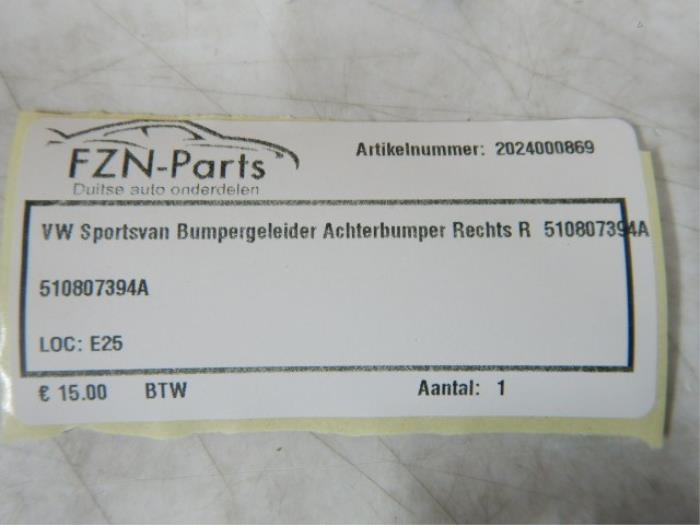 FZN-Parts
Duitse auto onderdelen
Artikelnummer: 2024000869
VW Sportsvan Bumpergeleider Achterbumper Rechts R 510807394A
510807394A
LOC: E25
€ 15.00 BTW Aantal: 1